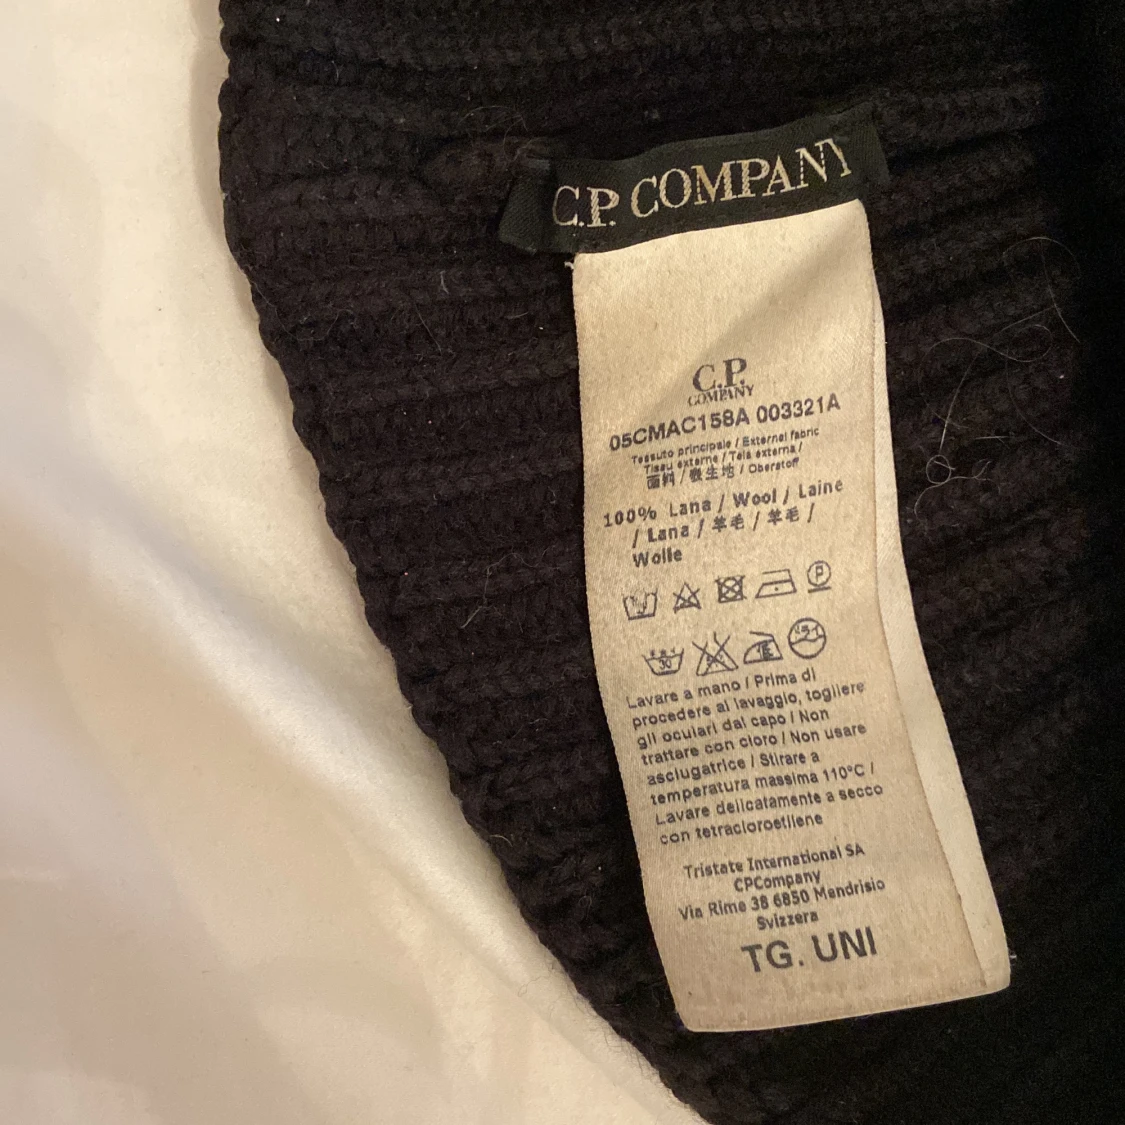 C.P. COMPANY
C.P.
COMPANY
05CMAC158A 003321A
Tessuto principale / External fabric
Tissu externe / Tela externa /
面料 / 表生地 / Oberstoff
100% Lana / Wool / Laine
/ Lana / 羊毛 / 羊毛 /
Wolle
P
30
Lavare a mano / Prima di
procedere al lavaggio, togliere
gli oculari dal capo / Non
trattare con cloro / Non usare
asciugatrice / Stirare a
temperatura massima 110°C /
Lavare delicatamente a secco
con tetracloroetilene
Tristate International SA
CPCompany
Via Rime 38 6850 Mendrisio
Svizzera
TG. UNI